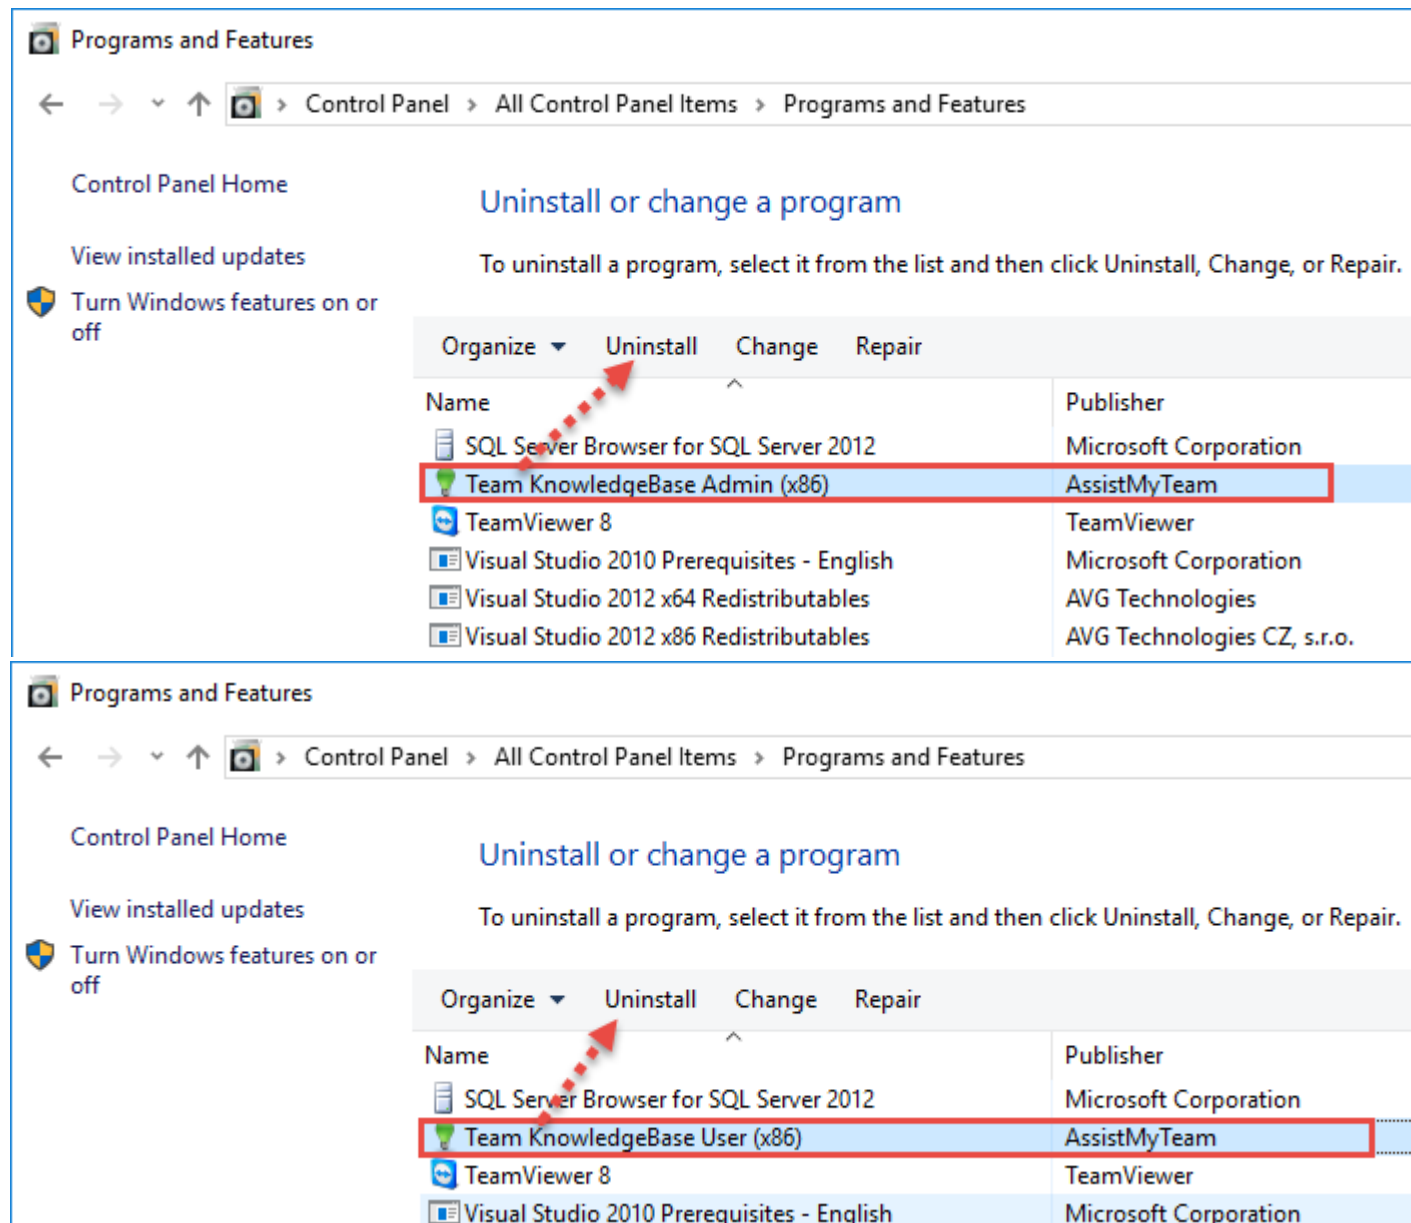 Programs and Features
Control Panel > All Control Panel Items > Programs and Features
Control Panel Home
View installed updates
Turn Windows features on or
off
Uninstall or change a program
To uninstall a program, select it from the list and then click Uninstall, Change, or Repair.
Organize Uninstall Change Repair
Name Publisher
SQL Server Browser for SQL Server 2012 Microsoft Corporation
Team KnowledgeBase Admin (x86) AssistMyTeam
TeamViewer 8 TeamViewer
Visual Studio 2010 Prerequisites - English Microsoft Corporation
Visual Studio 2012 x64 Redistributables AVG Technologies
Visual Studio 2012 x86 Redistributables AVG Technologies CZ, s.r.o.
Programs and Features
Control Panel > All Control Panel Items > Programs and Features
Control Panel Home
View installed updates
Turn Windows features on or
off
Uninstall or change a program
To uninstall a program, select it from the list and then click Uninstall, Change, or Repair.
Organize Uninstall Change Repair
Name Publisher
SQL Server Browser for SQL Server 2012 Microsoft Corporation
Team KnowledgeBase User (x86) AssistMyTeam
TeamViewer 8 TeamViewer
Visual Studio 2010 Prerequisites - English Microsoft Corporation